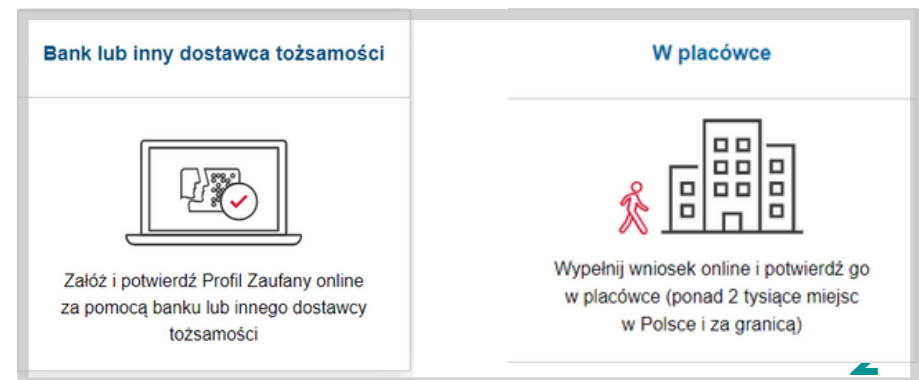 Bank lub inny dostawca tożsamości
Załóż i potwierdź Profil Zaufany online
za pomocą banku lub innego dostawcy
tożsamości
W placówce
Wypełnij wniosek online i potwierdź go
w placówce (ponad 2 tysiące miejsc
w Polsce i za granicą)